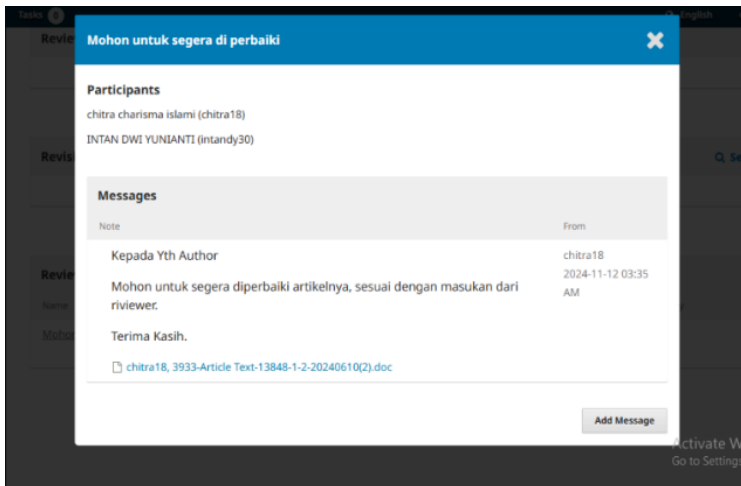 Tasks
English
Revie
Mohon untuk segera di perbaiki
Participants
chitra charisma islami (chitra18)
INTAN DWI YUNIANTI (intandy30)
Revis
Se
Messages
Note From
Kepada Yth Author chitra18
Mohon untuk segera diperbaiki artikelnya, sesuai dengan masukan dari 2024-11-12 03:35
riviewer. AM
Terima Kasih.
chitra18, 3933-Article Text-13848-1-2-20240610(2).doc
Revie
Name
Mohon
Add Message
Activate W
Go to Settings